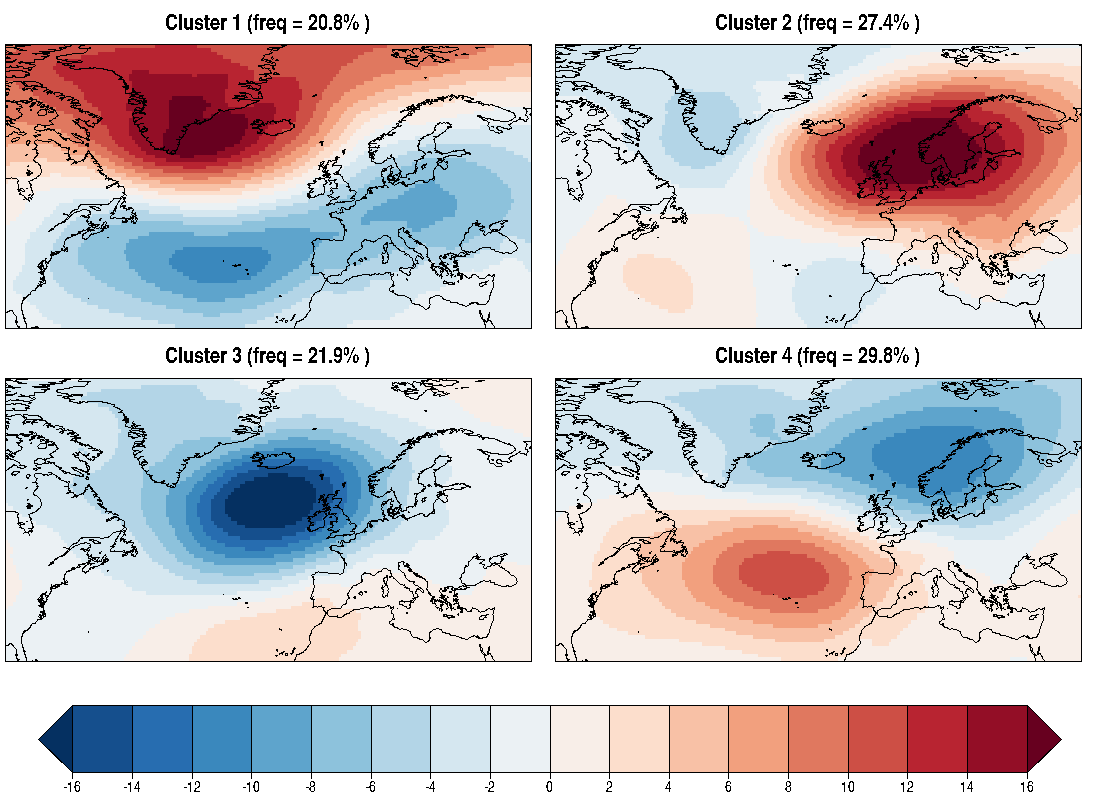 Cluster 1 (freq = 20.8% )
Cluster 2 (freq = 27.4% )
Cluster 3 (freq = 21.9% )
Cluster 4 (freq = 29.8% )
-16 -14 -12 -10 -8 -6 -4 -2 0 2 4 6 8 10 12 14 16